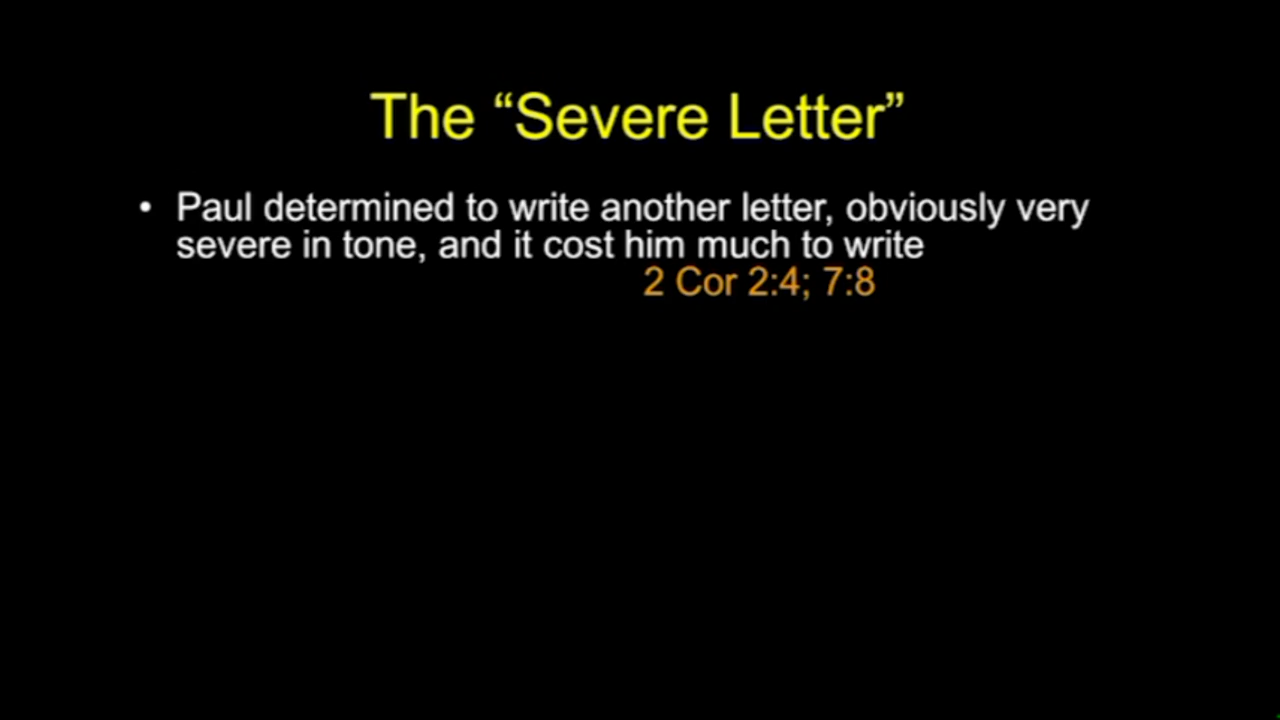 The “Severe Letter”
• Paul determined to write another letter, obviously very
severe in tone, and it cost him much to write
2 Cor 2:4; 7:8